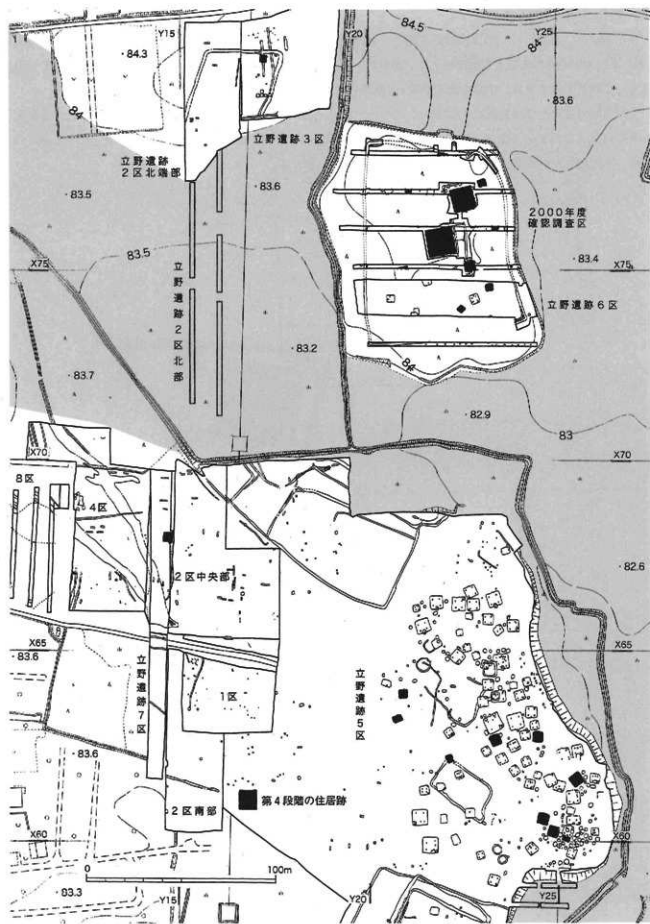 Y15
Y20
Y25
84.5
84
84.3
84
83.6
立野遺跡3区
立野遺跡
2区北端部
83.5
83.6
2000年度
確認調査区
83.5
X75
83.4
X75
立野遺跡2区北部
立野遺跡6区
83.2
83.7
84
82.9
83
X70
X70
8区
4区
2区中央部
82.6
X65
83.6
X65
立野遺跡7区
1区
立野遺跡5区
83.6
第4段階の住居跡
2区南部
X60
X60
0
100m
83.3
Y15
Y20
Y25